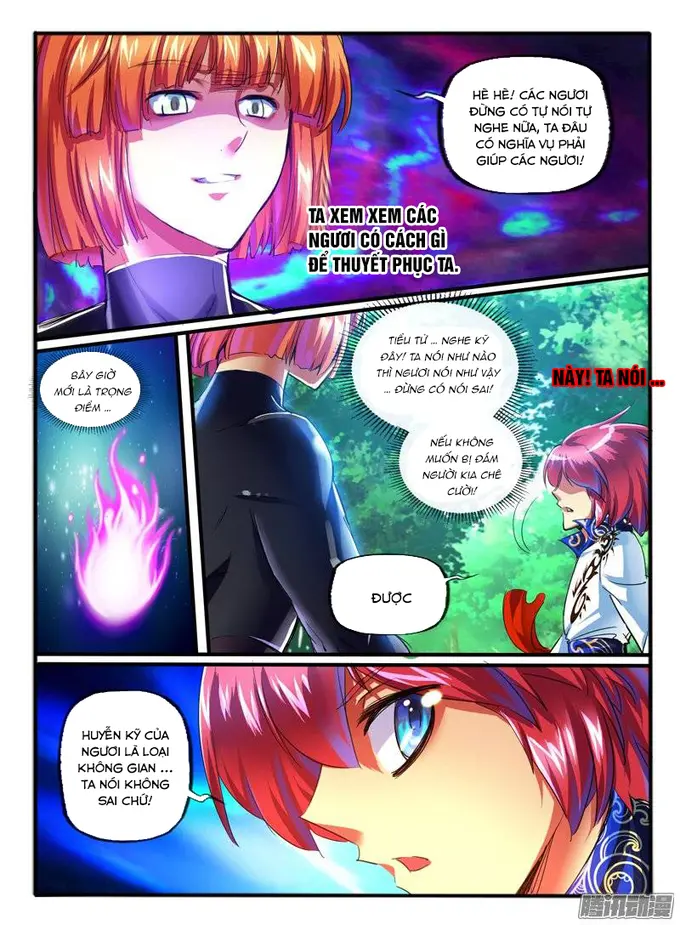 HÈ HÈ! CÁC NGƯƠI
ĐỪNG CÓ TỰ NÓI TỰ
NGHE NỮA, TA ĐÂU
CÓ NGHĨA VỤ PHẢI
GIÚP CÁC NGƯƠI!
TA XEM XEM CÁC
NGƯƠI CÓ CÁCH GÌ
ĐỂ THUYẾT PHỤC TA.
BÂY GIỜ
MỚI LÀ TRỌNG
ĐIỂM ...
TIỂU TỬ ... NGHE KỸ
ĐÂY! TA NÓI NHƯ NÀO
THÌ NGƯƠI NÓI NHƯ VẬY
... ĐỪNG CÓ NÓI SAI!
NÀY! TA NÓI ...
NẾU KHÔNG
MUỐN BỊ ĐÁM
NGƯỜI KIA CHÊ
CƯỜI!
ĐƯỢC
HUYỄN KỸ CỦA
NGƯƠI LÀ LOẠI
KHÔNG GIAN ...
TA NÓI KHÔNG
SAI CHỨ!
腾讯动漫